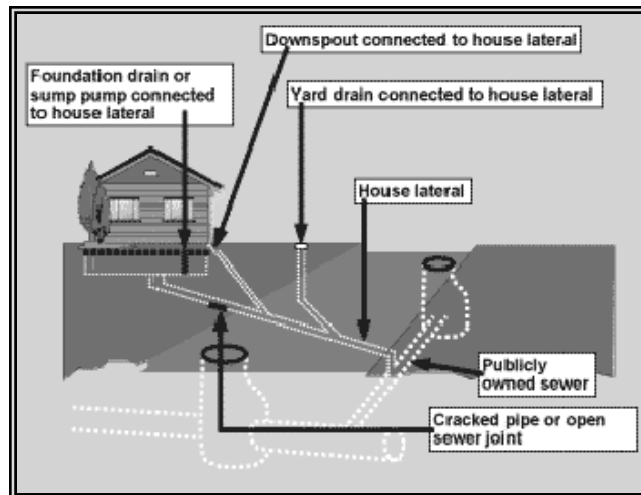 Downspout connected to house lateral
Foundation drain or
sump pump connected
to house lateral
Yard drain connected to house lateral
House lateral
Publicly
owned sewer
Cracked pipe or open
sewer joint